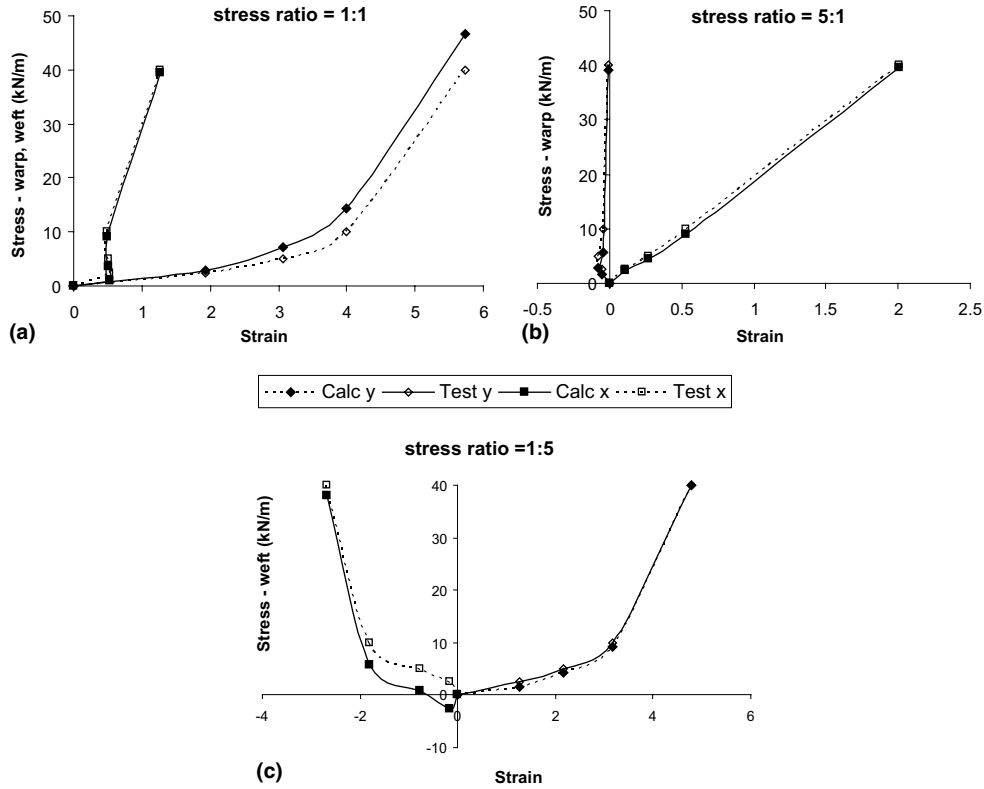 stress ratio = 1:1
Stress - warp, weft (kN/m)
50
40
30
20
10
0
0
1
2
3
4
5
6
Strain
(a)
stress ratio = 5:1
Stress - warp (kN/m)
50
40
30
20
10
0
-0.5
0
0.5
1
1.5
2
2.5
Strain
(b)
Calc y
Test y
Calc x
Test x
stress ratio =1:5
Stress - weft (kN/m)
40
30
20
10
0
-10
-4
-2
0
2
4
6
Strain
(c)